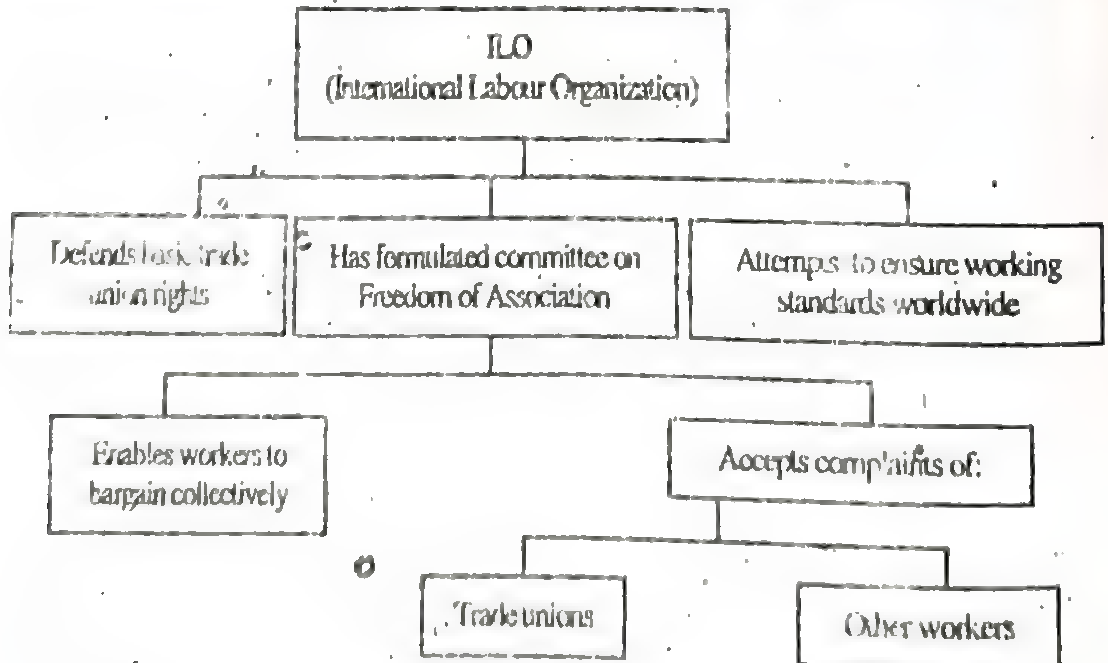 ILO
(International Labour Organization)
Defends basic trade
union rights
Has formulated committee on
Freedom of Association
Attempts to ensure working
standards worldwide
Enables workers to
bargain collectively
Accepts complaints of:
Trade unions
Other workers